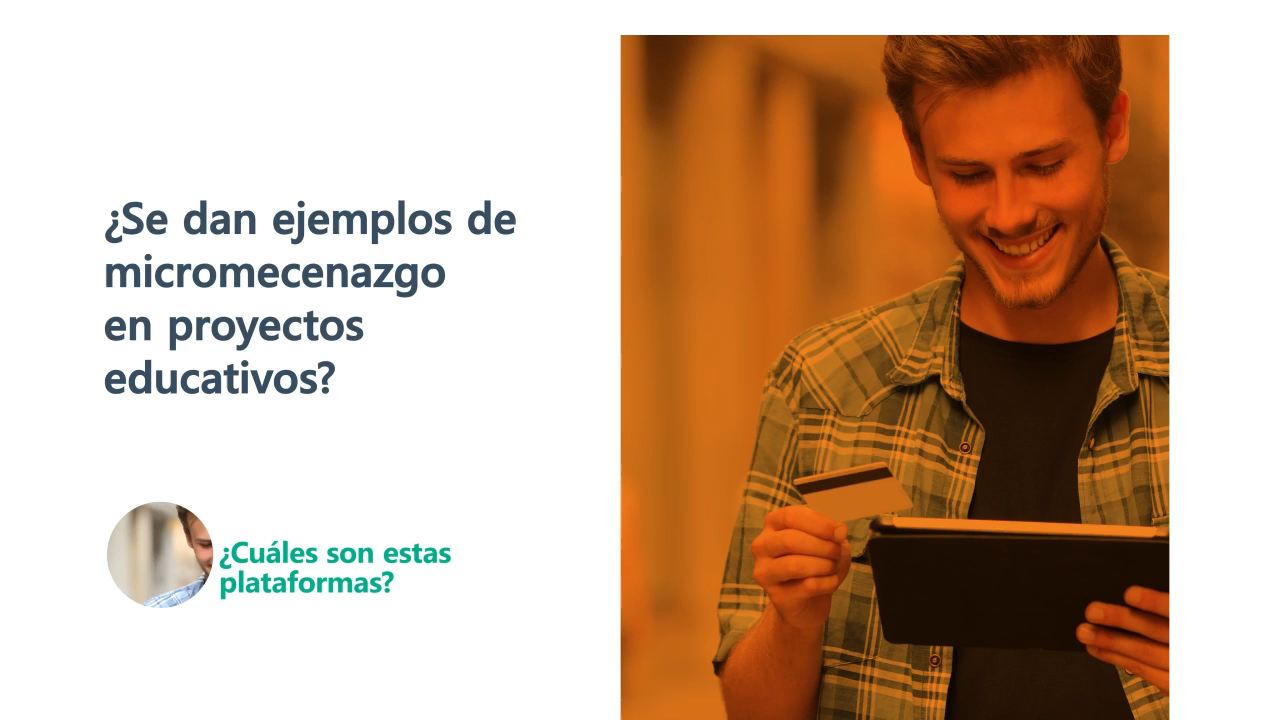 ¿Se dan ejemplos de
micromecenazgo
en proyectos
educativos?
¿Cuáles son estas
plataformas?